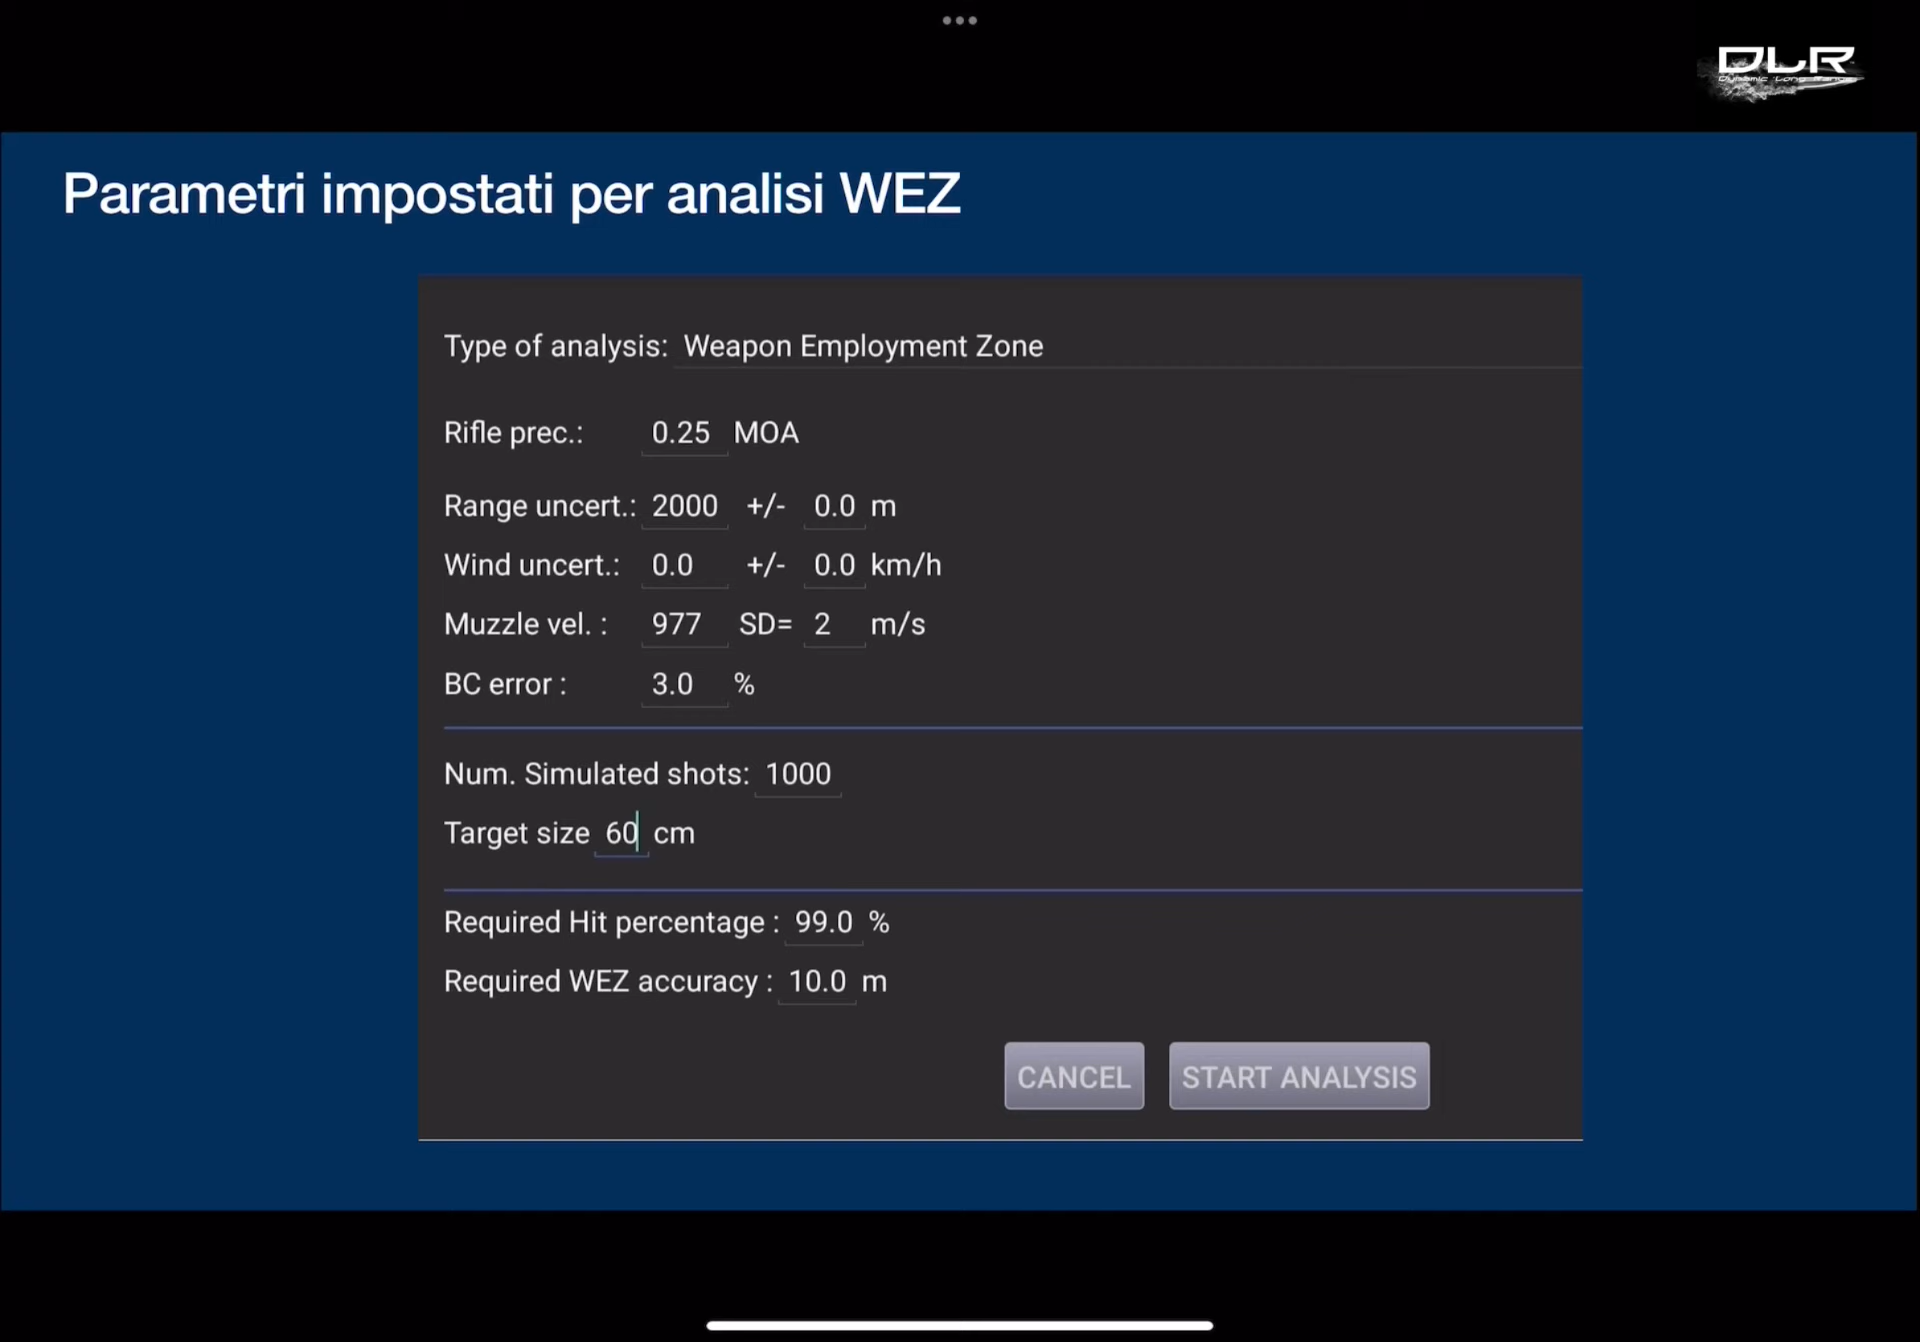 DLR
Dynamic Long Range
Parametri impostati per analisi WEZ
Type of analysis: Weapon Employment Zone
Rifle prec.: 0.25 MOA
Range uncert.: 2000 +/- 0.0 m
Wind uncert.: 0.0 +/- 0.0 km/h
Muzzle vel. : 977 SD= 2 m/s
BC error : 3.0 %
Num. Simulated shots: 1000
Target size 60 cm
Required Hit percentage : 99.0 %
Required WEZ accuracy : 10.0 m
CANCEL START ANALYSIS